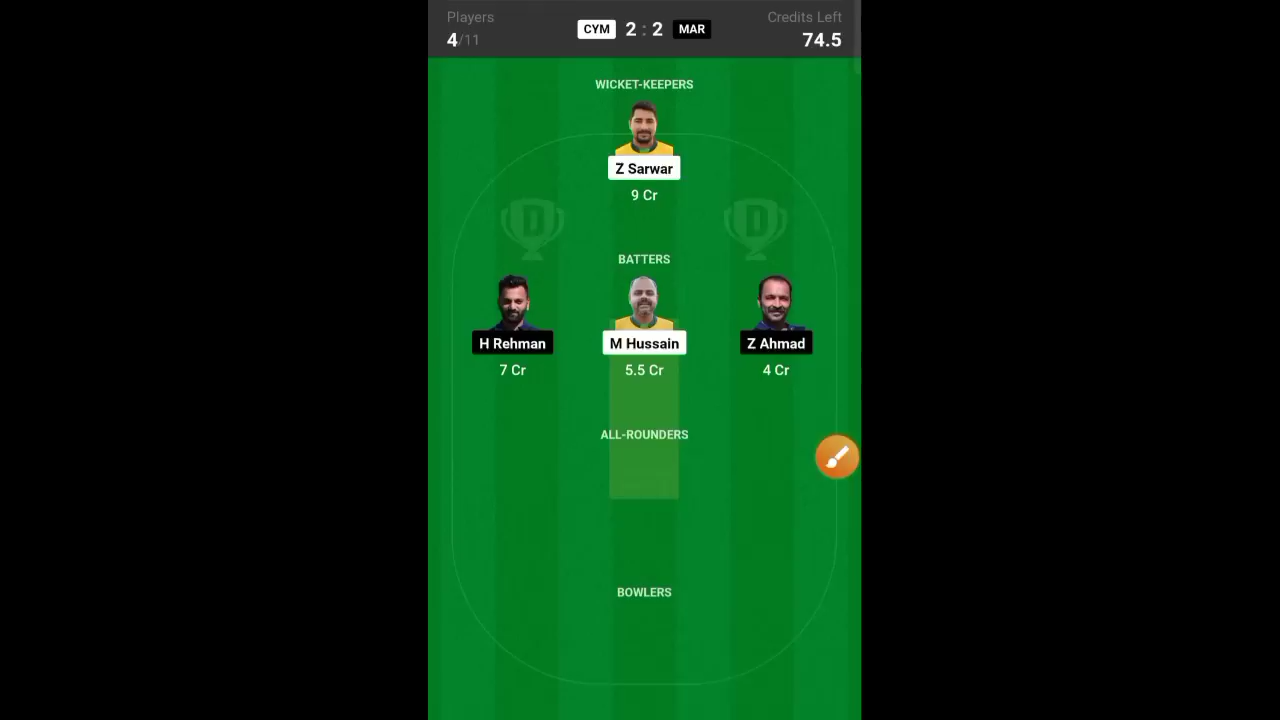 Players
4/11
CYM 2 : 2 MAR
Credits Left
74.5
WICKET-KEEPERS
Z Sarwar
9 Cr
D D
BATTERS
H Rehman M Hussain Z Ahmad
7 Cr 5.5 Cr 4 Cr
ALL-ROUNDERS
BOWLERS